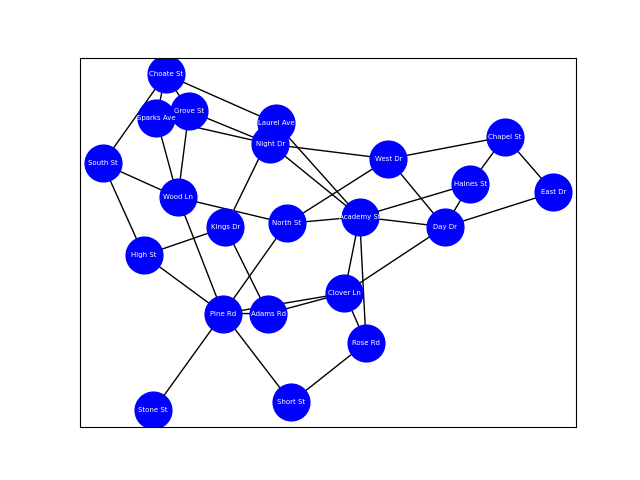 Choate St
Sparks Ave
Grove St
Laurel Ave
Night Dr
Chapel St
West Dr
South St
Haines St
East Dr
Wood Ln
Kings Dr
North St
Academy St
Day Dr
High St
Clover Ln
Pine Rd
Adams Rd
Rose Rd
Stone St
Short St